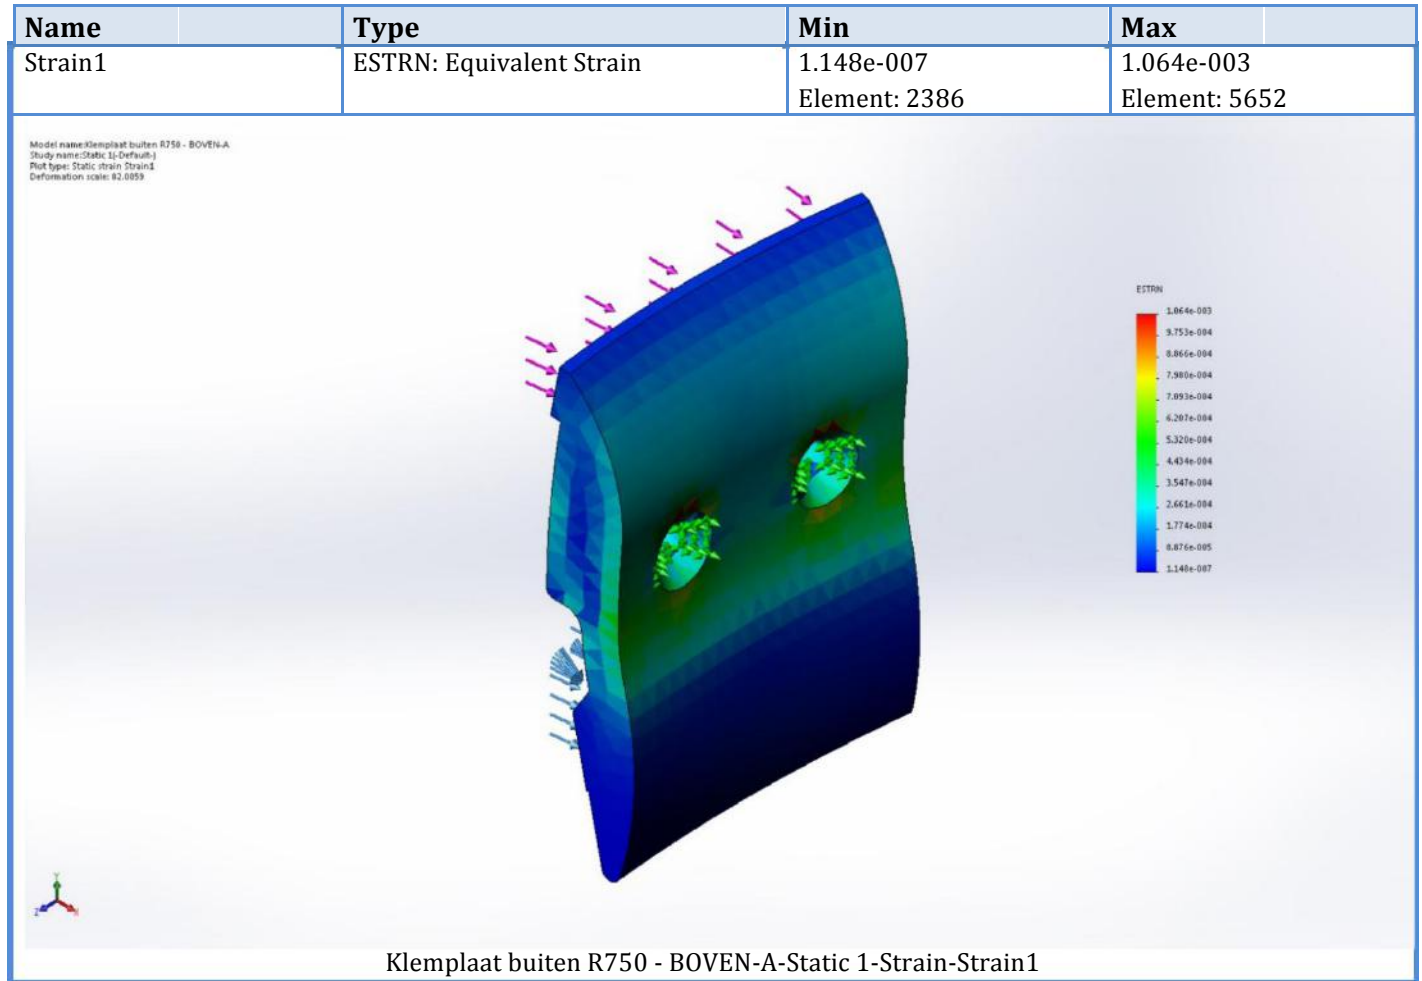 Name Type Min Max
Strain1 ESTRN: Equivalent Strain 1.148e-007 1.064e-003
Element: 2386 Element: 5652
Model name:Klemplaat buiten R750 - BOVEN-A
Study name:Static 1(-Default-)
Plot type: Static strain Strain1
Deformation scale: 82.0059
ESTRN
1.064e-003
9.753e-004
8.866e-004
7.980e-004
7.093e-004
6.207e-004
5.320e-004
4.434e-004
3.547e-004
2.661e-004
1.774e-004
8.876e-005
1.148e-007
Y
Z X
Klemplaat buiten R750 - BOVEN-A-Static 1-Strain-Strain1